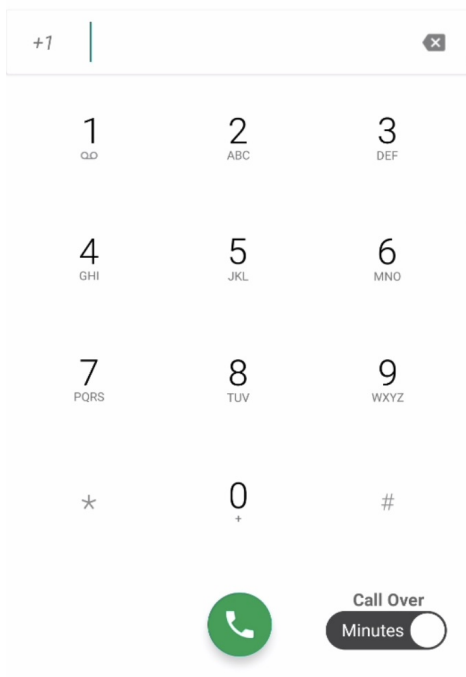 +1
1 2 3
ABC DEF
4 5 6
GHI JKL MNO
7 8 9
PQRS TUV WXYZ
* 0 #
+
Call Over
Minutes